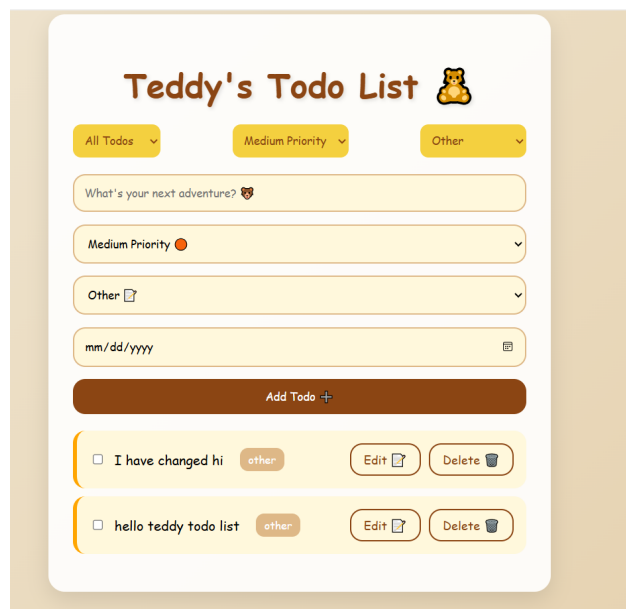 Teddy's Todo List 🧸
All Todos Medium Priority Other
What's your next adventure? 🐻
Medium Priority 🟠
Other 📝
mm/dd/yyyy
Add Todo ➕
I have changed hi other Edit 📝 Delete 🗑️
hello teddy todo list other Edit 📝 Delete 🗑️